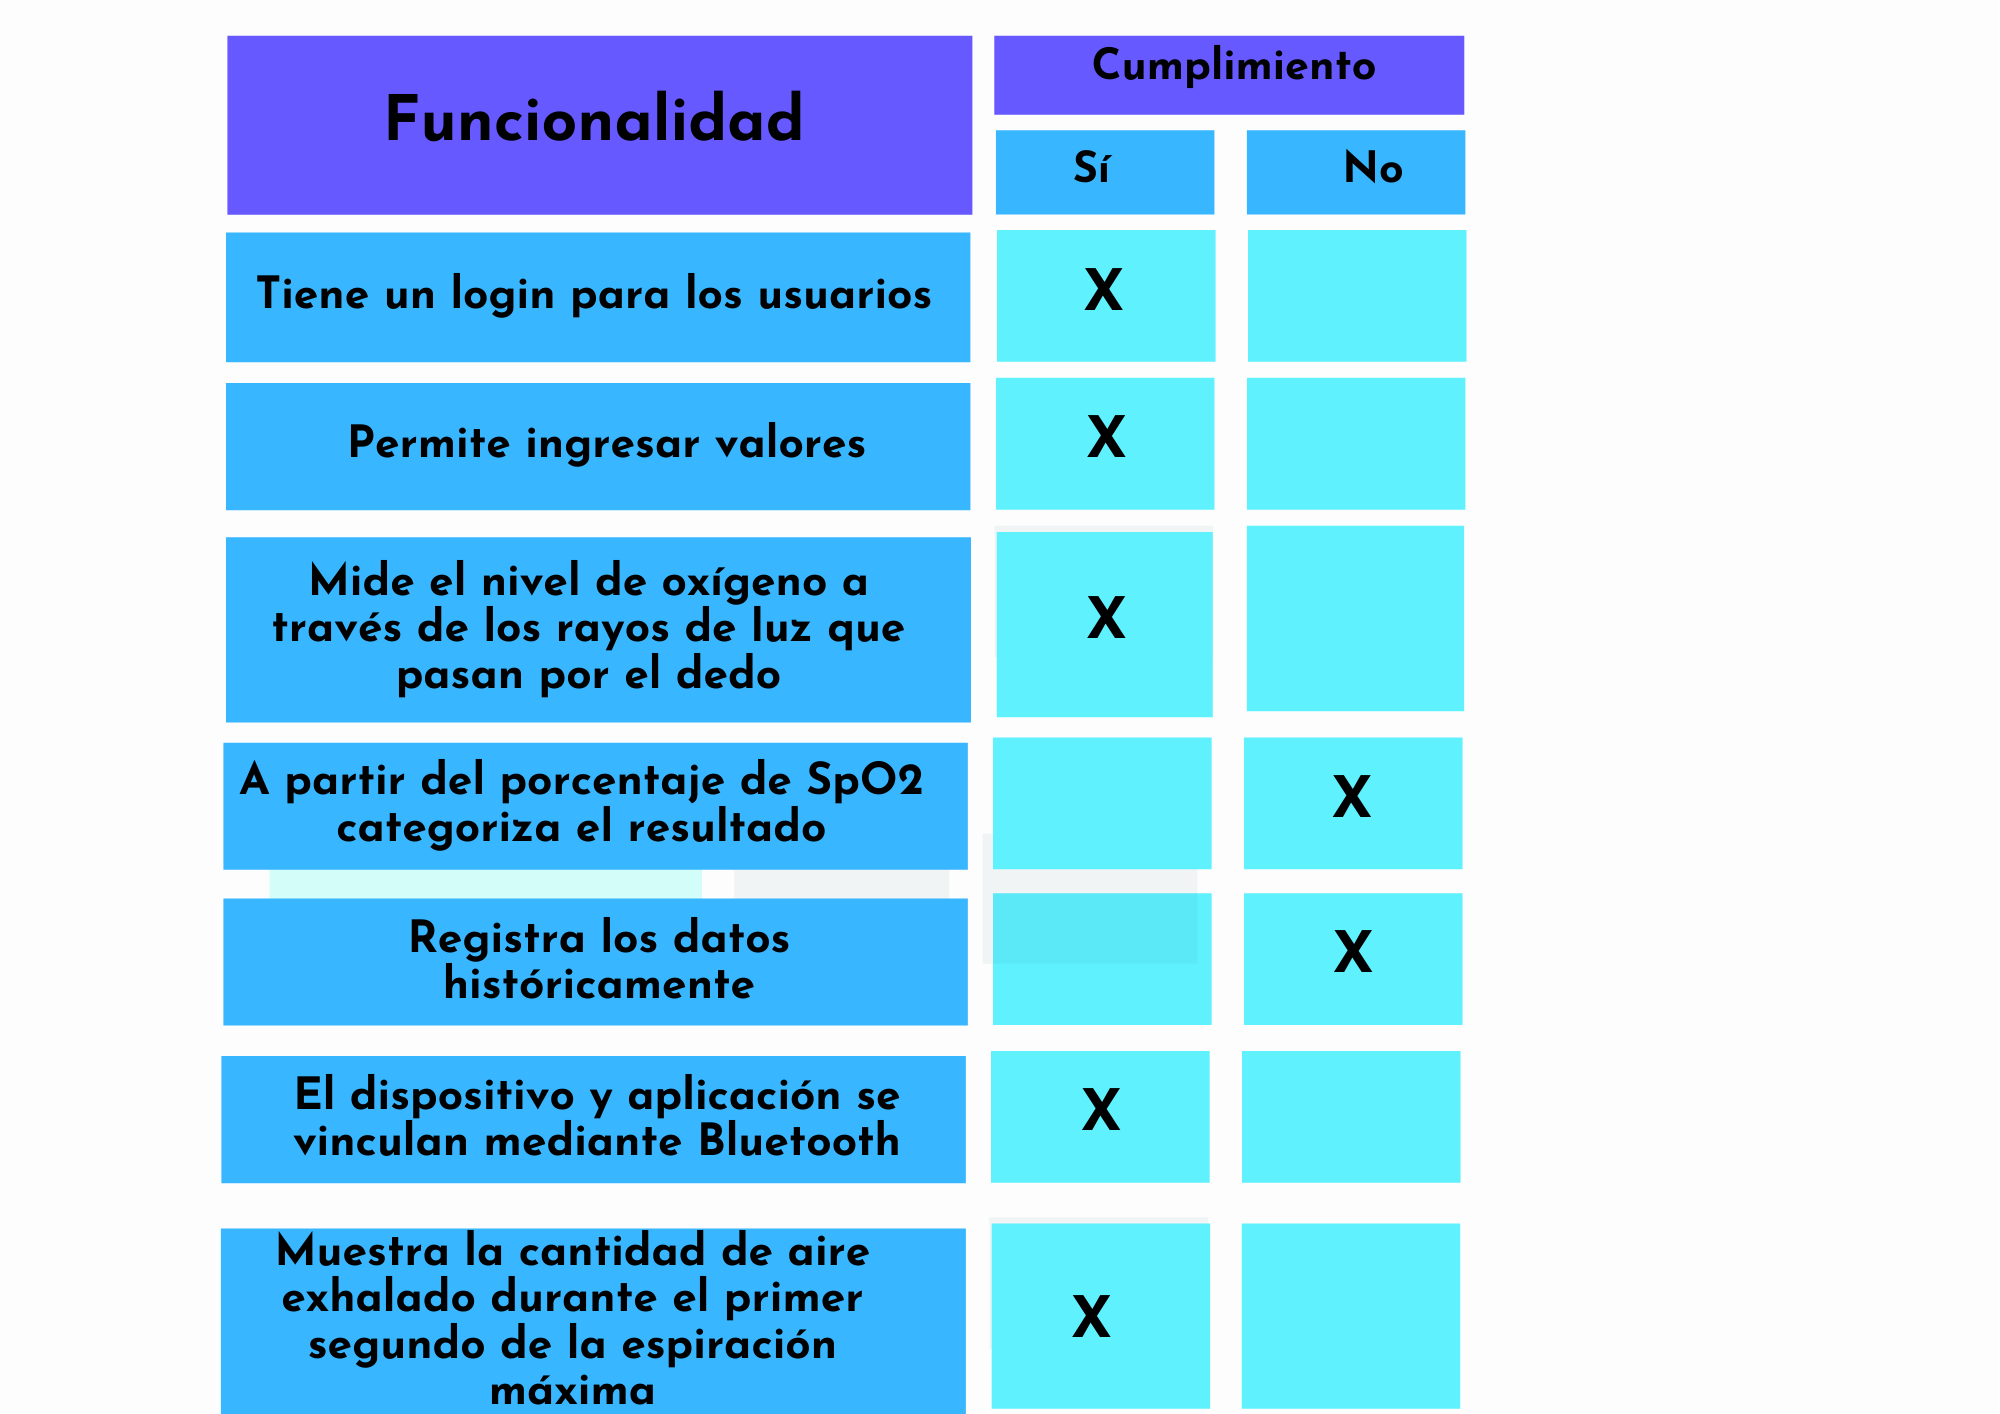 Funcionalidad
Cumplimiento
Sí
No
Tiene un login para los usuarios
X
Permite ingresar valores
X
Mide el nivel de oxígeno a
través de los rayos de luz que
pasan por el dedo
X
A partir del porcentaje de SpO2
categoriza el resultado
X
Registra los datos
históricamente
X
El dispositivo y aplicación se
vinculan mediante Bluetooth
X
Muestra la cantidad de aire
exhalado durante el primer
segundo de la espiración
máxima
X